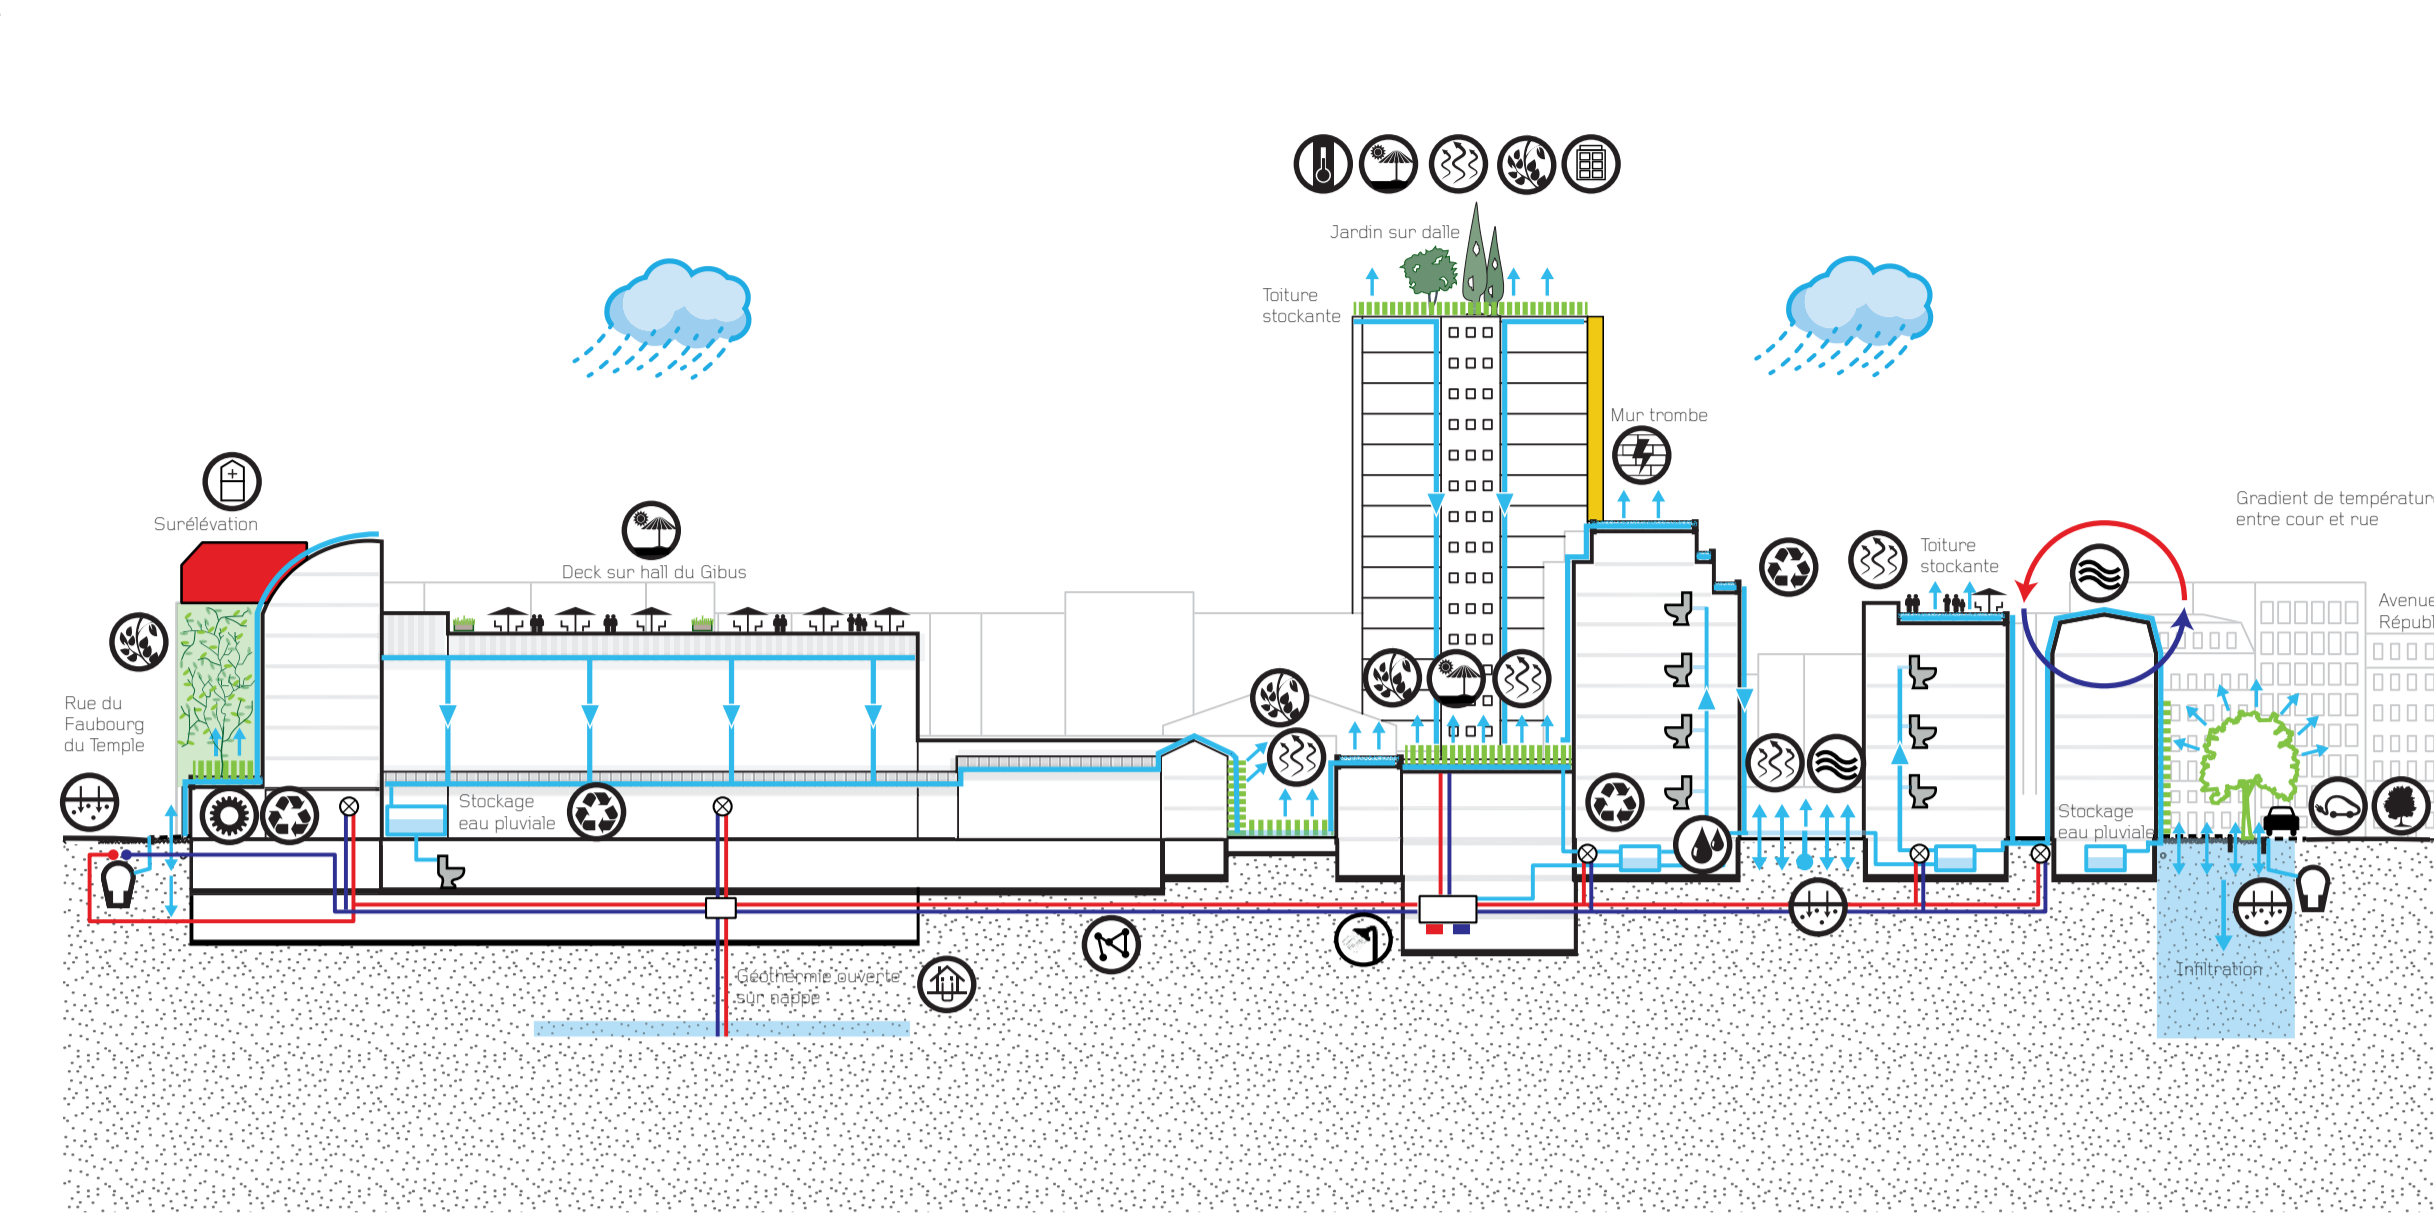 Jardin sur dalle
Toiture
stockante
Mur trombe
Surélévation
Deck sur hall du Gibus
Toiture
stockante
Gradient de températur
entre cour et rue
Avenue
Républ
Rue du
Faubourg
du Temple
Stockage
eau pluviale
Stockage
eau pluviale
Géothermie ouverte
sur nappe
Infiltration